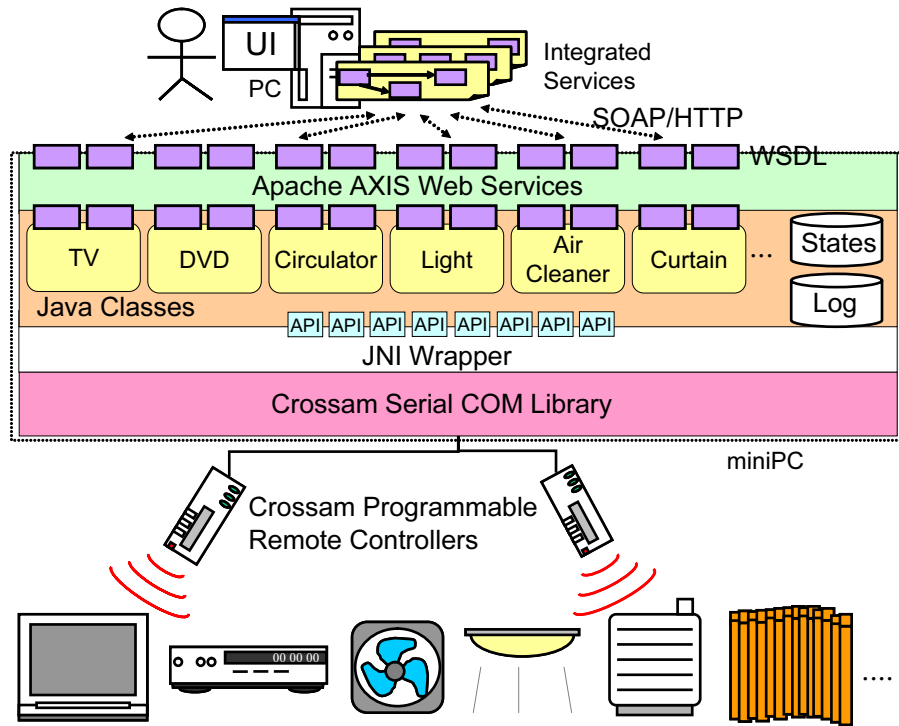 UI
PC
Integrated
Services
SOAP/HTTP
WSDL
Apache AXIS Web Services
TV
DVD
Circulator
Light
Air
Cleaner
Curtain
...
States
Java Classes
Log
API API API API API API API API
JNI Wrapper
Crossam Serial COM Library
miniPC
Crossam Programmable
Remote Controllers
00 00 00
....